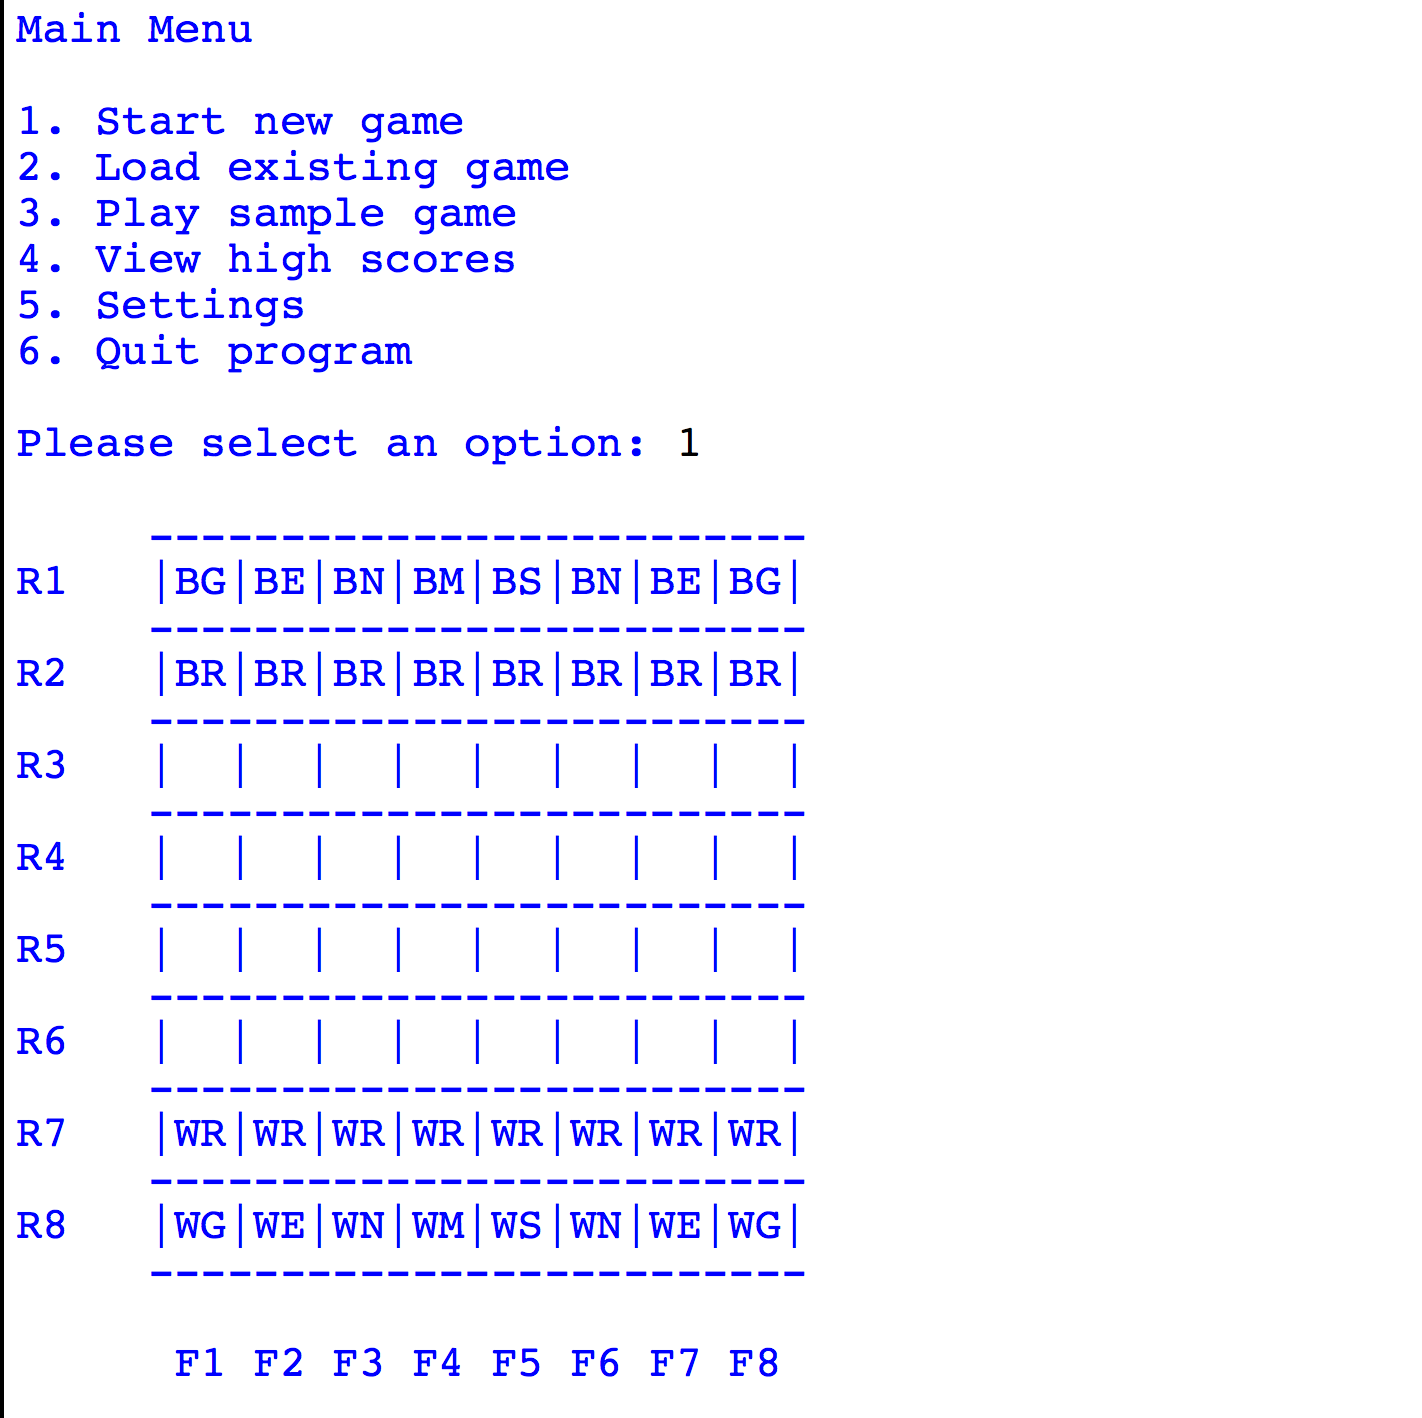 Main Menu
1. Start new game
2. Load existing game
3. Play sample game
4. View high scores
5. Settings
6. Quit program
Please select an option: 1
-------------------------
R1 |BG|BE|BN|BM|BS|BN|BE|BG|
-------------------------
R2 |BR|BR|BR|BR|BR|BR|BR|BR|
-------------------------
R3 |  |  |  |  |  |  |  |  |
-------------------------
R4 |  |  |  |  |  |  |  |  |
-------------------------
R5 |  |  |  |  |  |  |  |  |
-------------------------
R6 |  |  |  |  |  |  |  |  |
-------------------------
R7 |WR|WR|WR|WR|WR|WR|WR|WR|
-------------------------
R8 |WG|WE|WN|WM|WS|WN|WE|WG|
-------------------------
F1 F2 F3 F4 F5 F6 F7 F8